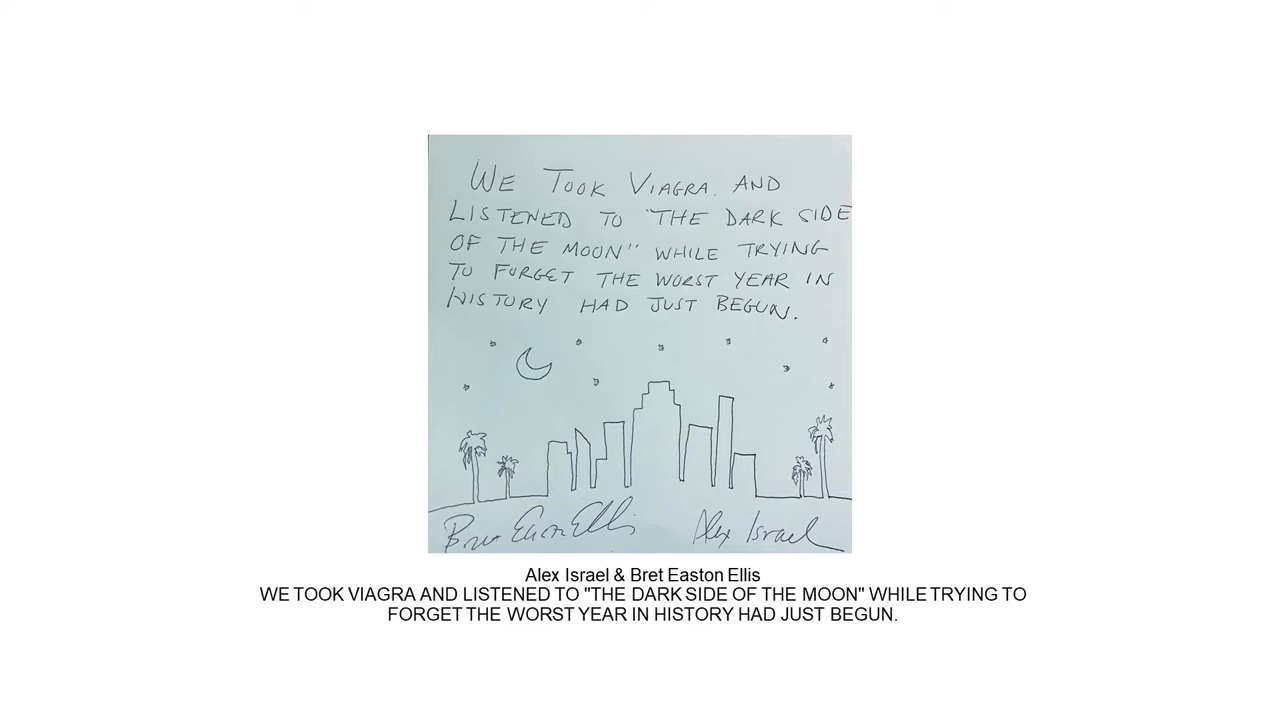 WE TOOK VIAGRA AND
LISTENED TO "THE DARK SIDE
OF THE MOON" WHILE TRYING
TO FORGET THE WORST YEAR IN
HISTORY HAD JUST BEGUN.
Bret Easton Ellis Alex Israel
Alex Israel & Bret Easton Ellis
WE TOOK VIAGRA AND LISTENED TO "THE DARK SIDE OF THE MOON" WHILE TRYING TO
FORGET THE WORST YEAR IN HISTORY HAD JUST BEGUN.